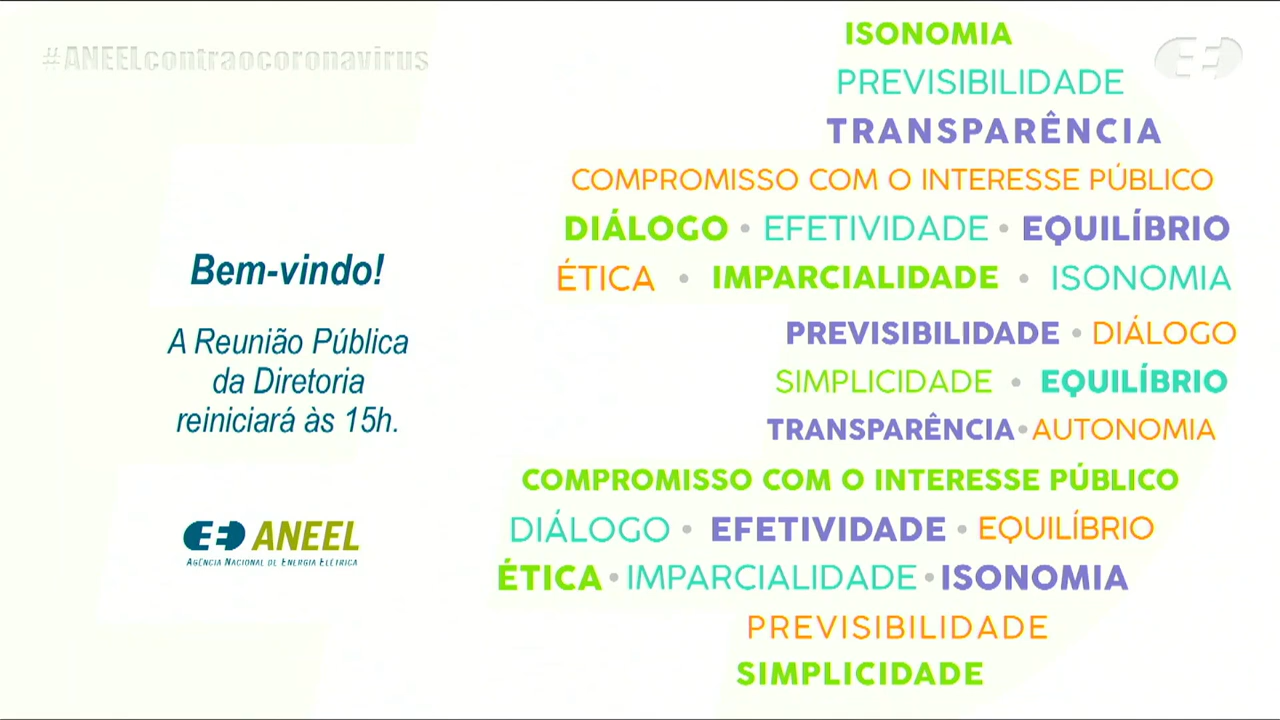 #ANEELcontraocoronavirus
Bem-vindo!
A Reunião Pública
da Diretoria
reiniciará às 15h.
ANEEL
AGÊNCIA NACIONAL DE ENERGIA ELÉTRICA
ISONOMIA
PREVISIBILIDADE
TRANSPARÊNCIA
COMPROMISSO COM O INTERESSE PÚBLICO
DIÁLOGO • EFETIVIDADE • EQUILÍBRIO
ÉTICA • IMPARCIALIDADE • ISONOMIA
PREVISIBILIDADE • DIÁLOGO
SIMPLICIDADE • EQUILÍBRIO
TRANSPARÊNCIA • AUTONOMIA
COMPROMISSO COM O INTERESSE PÚBLICO
DIÁLOGO • EFETIVIDADE • EQUILÍBRIO
ÉTICA • IMPARCIALIDADE • ISONOMIA
PREVISIBILIDADE
SIMPLICIDADE